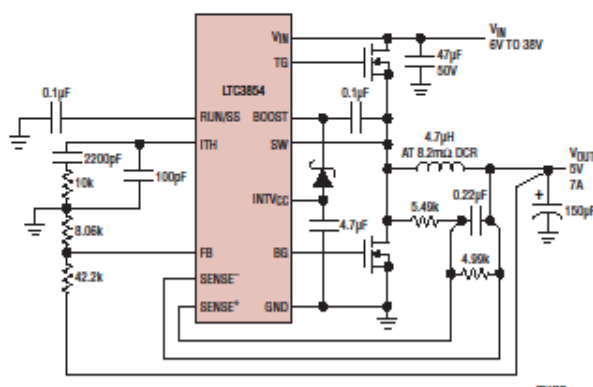 VIN
VIN
6V TO 38V
TG
47µF
50V
LTC3854
0.1µF
RUN/SS
BOOST
0.1µF
ITH
SW
4.7µH
AT 8.2mΩ DCR
VOUT
5V
7A
2200pF
100pF
10k
INTVCC
0.22µF
5.49k
+
150µF
8.06k
4.7µF
FB
BG
4.99k
42.2k
SENSE–
SENSE+
GND